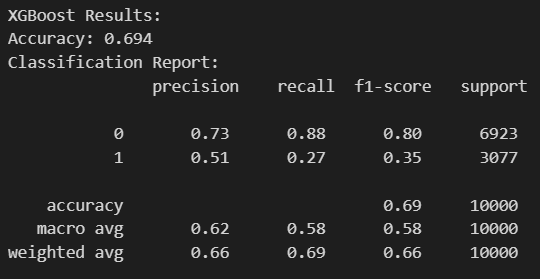 XGBoost Results:
Accuracy: 0.694
Classification Report:
precision recall f1-score support
0 0.73 0.88 0.80 6923
1 0.51 0.27 0.35 3077
accuracy 0.69 10000
macro avg 0.62 0.58 0.58 10000
weighted avg 0.66 0.69 0.66 10000